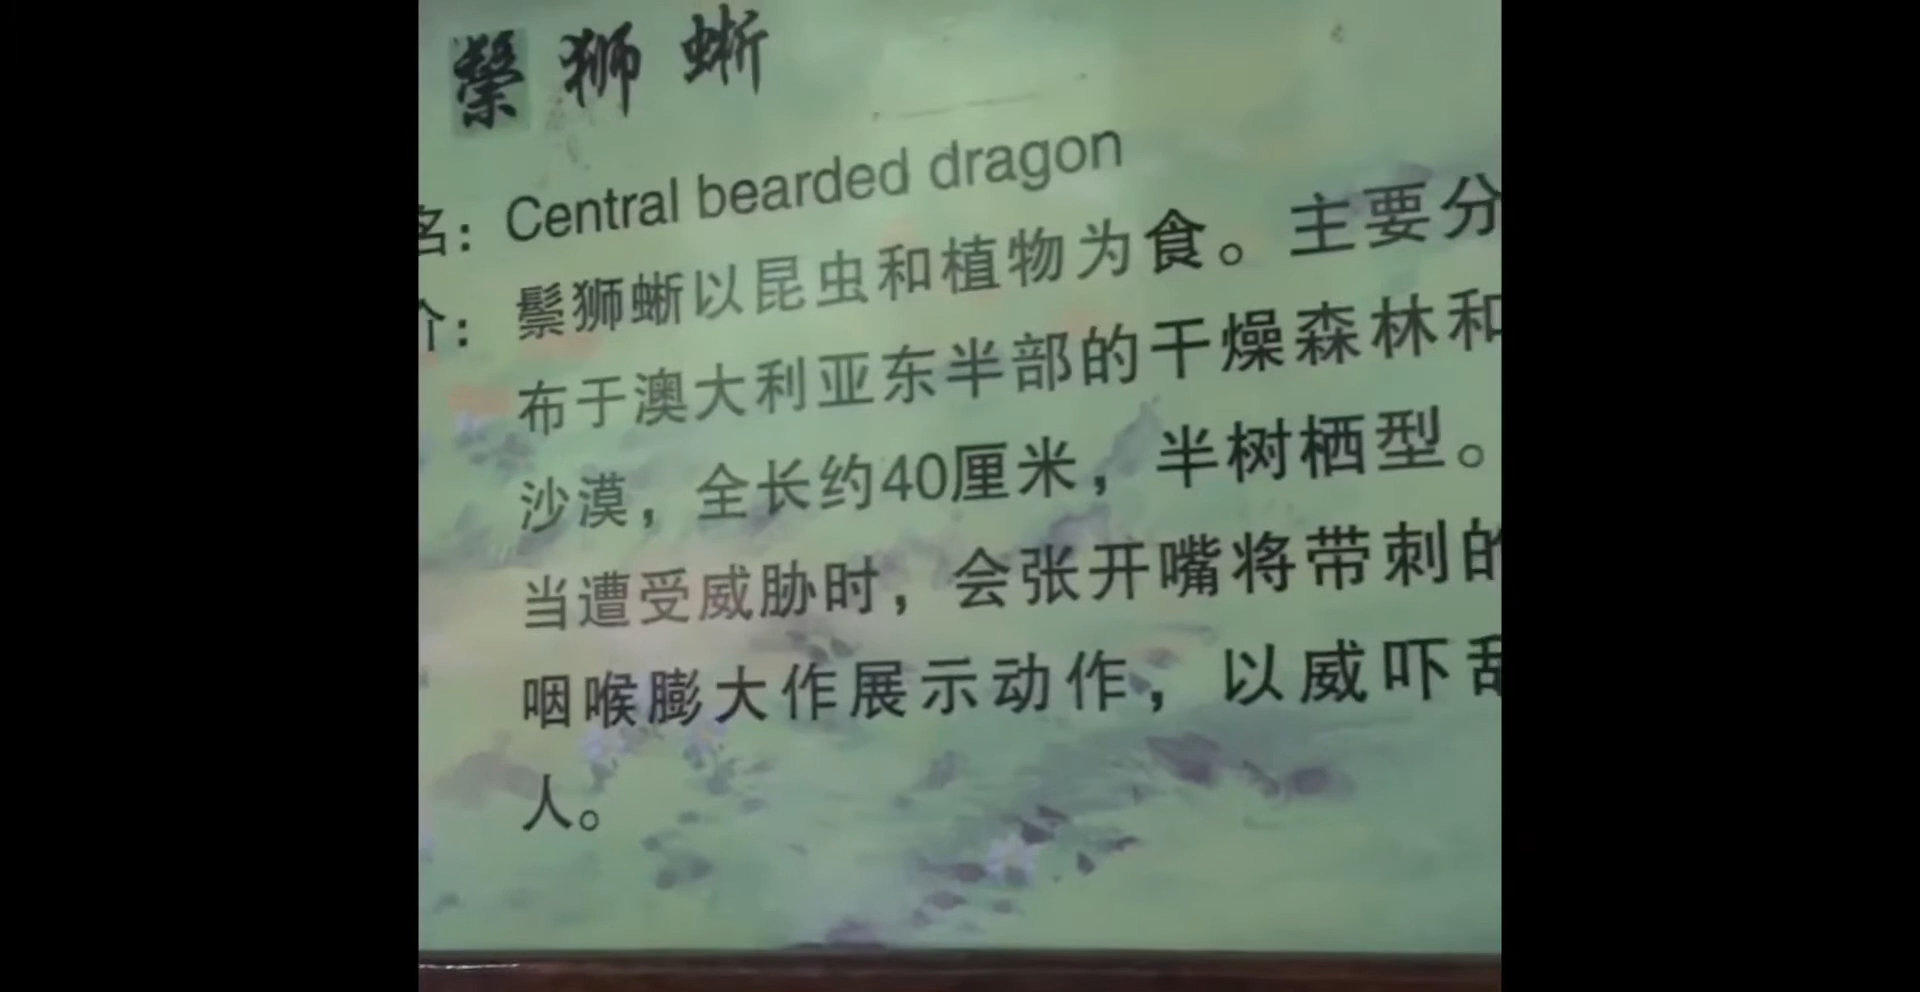 鬃狮蜥
名：Central bearded dragon
介：鬃狮蜥以昆虫和植物为食。主要分
布于澳大利亚东半部的干燥森林和
沙漠，全长约40厘米，半树栖型。
当遭受威胁时，会张开嘴将带刺的
咽喉膨大作展示动作，以威吓敌
人。